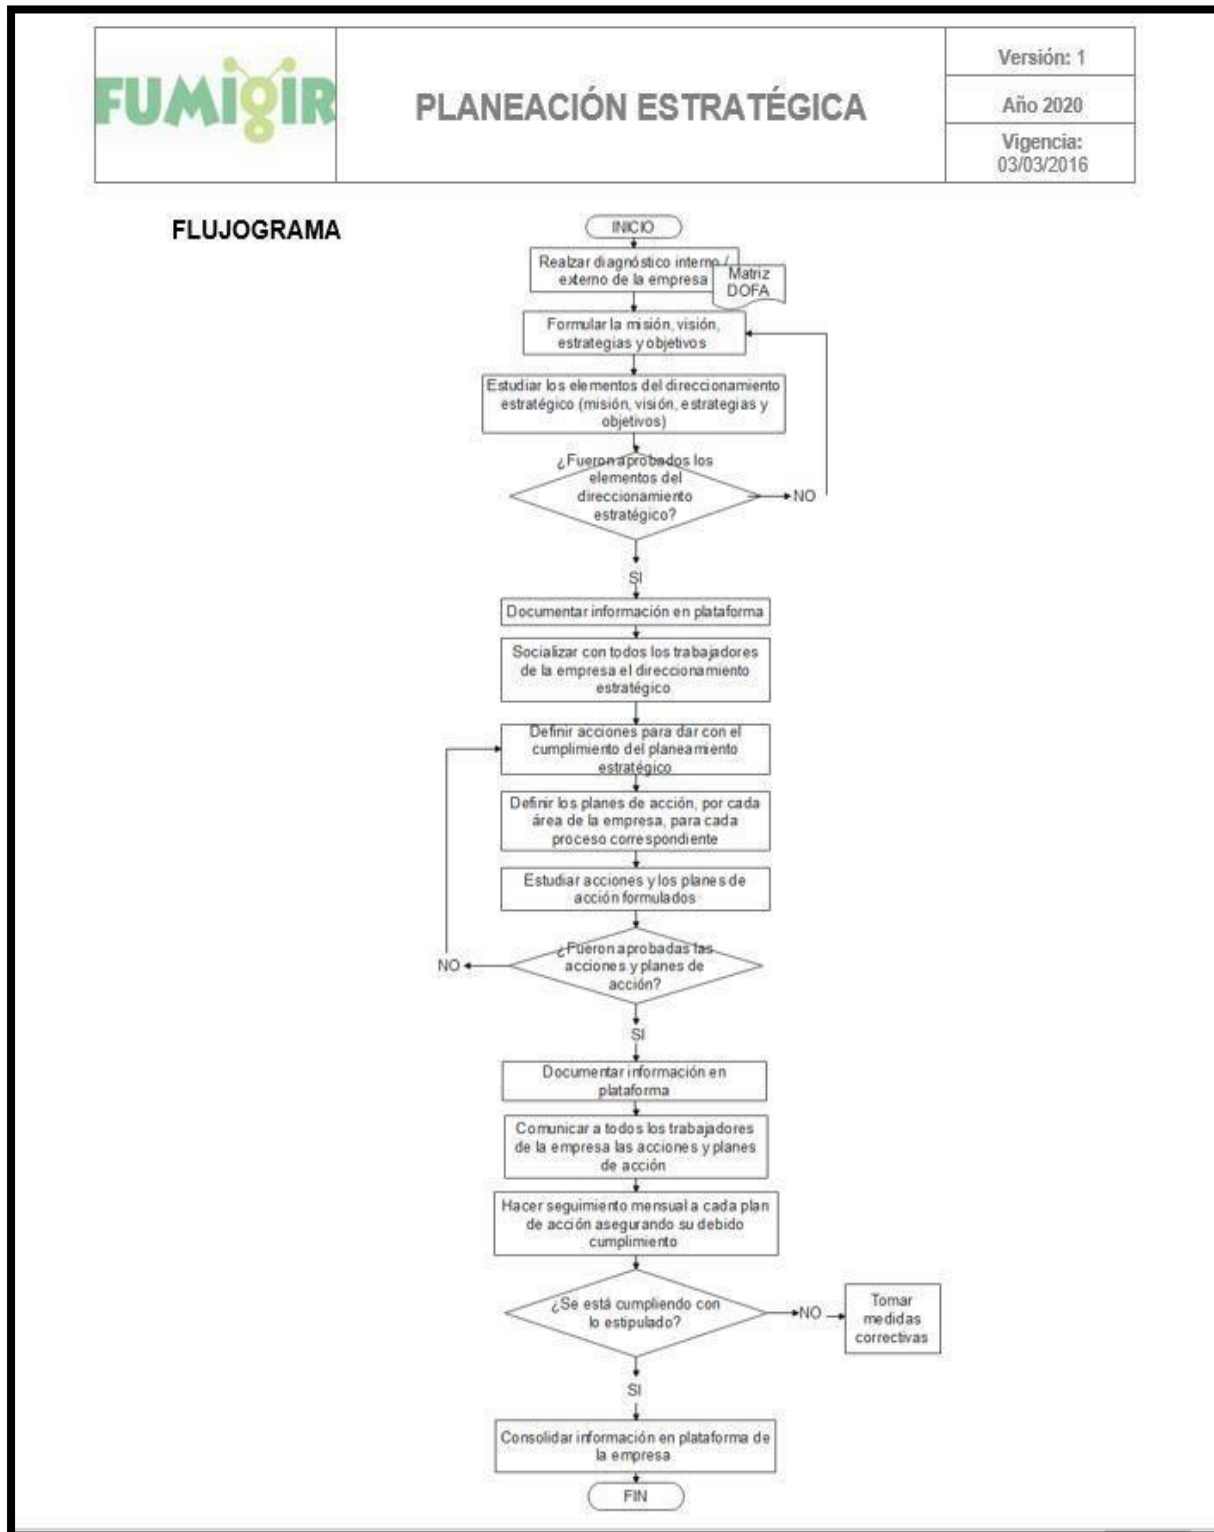 FUMIGIR
PLANEACIÓN ESTRATÉGICA
Versión: 1
Año 2020
Vigencia:
03/03/2016
FLUJOGRAMA
INICIO
Realzar diagnóstico interno /
externo de la empresa
Matriz
DOFA
Formular la misión, visión,
estrategias y objetivos
Estudiar los elementos del direccionamiento
estratégico (misión, visión, estrategias y
objetivos)
¿Fueron aprobados los
elementos del
direccionamiento
estratégico?
NO
SI
Documentar información en plataforma
Socializar con todos los trabajadores
de la empresa el direccionamiento
estratégico
Definir acciones para dar con el
cumplimiento del planeamiento
estratégico
Definir los planes de acción, por cada
área de la empresa, para cada
proceso correspondiente
Estudiar acciones y los planes de
acción formulados
¿Fueron aprobadas las
acciones y planes de
acción?
NO
SI
Documentar información en
plataforma
Comunicar a todos los trabajadores
de la empresa las acciones y planes
de acción
Hacer seguimiento mensual a cada plan
de acción asegurando su debido
cumplimiento
¿Se está cumpliendo con
lo estipulado?
NO
Tomar
medidas
correctivas
SI
Consolidar información en plataforma de
la empresa
FIN